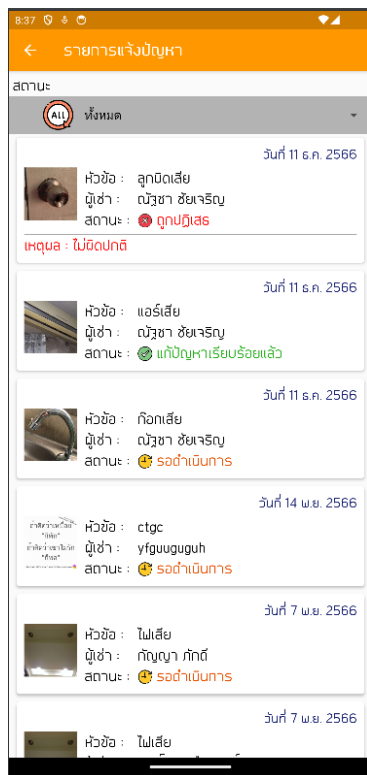 8:37
รายการแจ้งปัญหา
สถานะ
ALL ทั้งหมด
วันที่ 11 ธ.ค. 2566
หัวข้อ : ลูกบิดเสีย
ผู้เช่า : ณัฐชา ชัยเจริญ
สถานะ : ถูกปฏิเสธ
เหตุผล : ไม่ผิดปกติ
วันที่ 11 ธ.ค. 2566
หัวข้อ : แอร์เสีย
ผู้เช่า : ณัฐชา ชัยเจริญ
สถานะ : แก้ปัญหาเรียบร้อยแล้ว
วันที่ 11 ธ.ค. 2566
หัวข้อ : ก๊อกเสีย
ผู้เช่า : ณัฐชา ชัยเจริญ
สถานะ : รอดำเนินการ
วันที่ 14 พ.ย. 2566
หัวข้อ : ctgc
ผู้เช่า : yfguuguguh
สถานะ : รอดำเนินการ
วันที่ 7 พ.ย. 2566
หัวข้อ : ไฟเสีย
ผู้เช่า : กัญญา ภักดี
สถานะ : รอดำเนินการ
วันที่ 7 พ.ย. 2566
หัวข้อ : ไฟเสีย